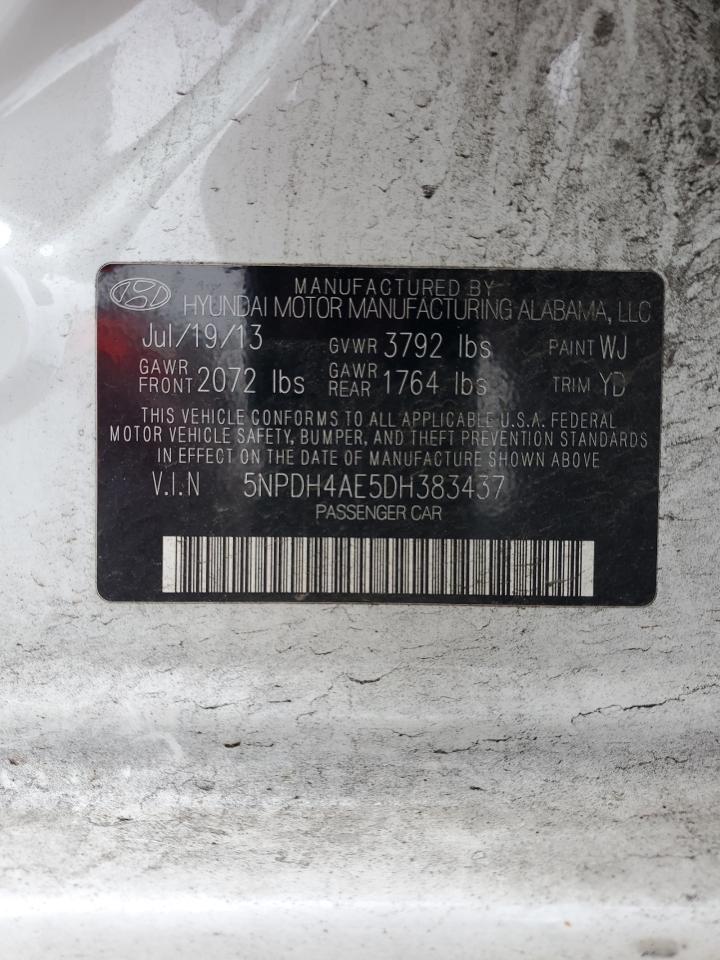 MANUFACTURED BY
HYUNDAI MOTOR MANUFACTURING ALABAMA, LLC
Jul/19/13 GVWR 3792 lbs PAINT WJ
GAWR FRONT 2072 lbs GAWR REAR 1764 lbs TRIM YD
THIS VEHICLE CONFORMS TO ALL APPLICABLE U.S.A. FEDERAL
MOTOR VEHICLE SAFETY, BUMPER, AND THEFT PREVENTION STANDARDS
IN EFFECT ON THE DATE OF MANUFACTURE SHOWN ABOVE
V.I.N 5NPDH4AE5DH383437
PASSENGER CAR